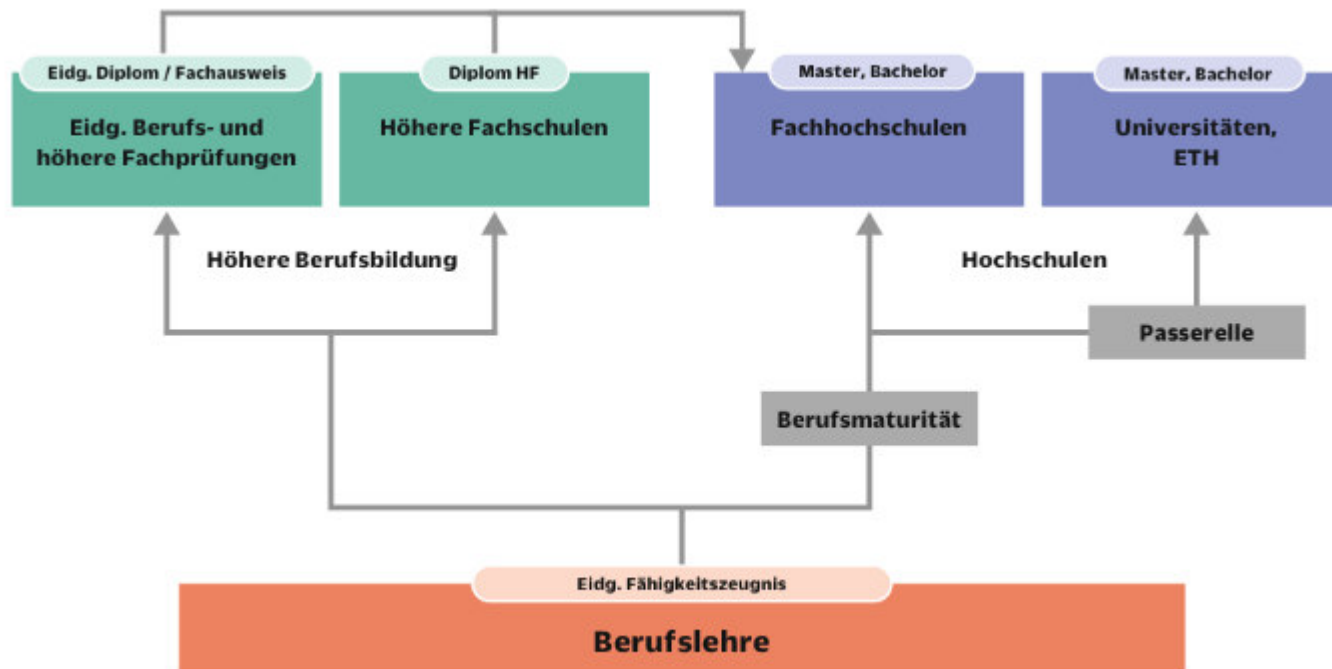 Eidg. Diplom / Fachausweis
Diplom HF
Master, Bachelor
Master, Bachelor
Eidg. Berufs- und
höhere Fachprüfungen
Höhere Fachschulen
Fachhochschulen
Universitäten,
ETH
Höhere Berufsbildung
Hochschulen
Passerelle
Berufsmaturität
Eidg. Fähigkeitszeugnis
Berufslehre